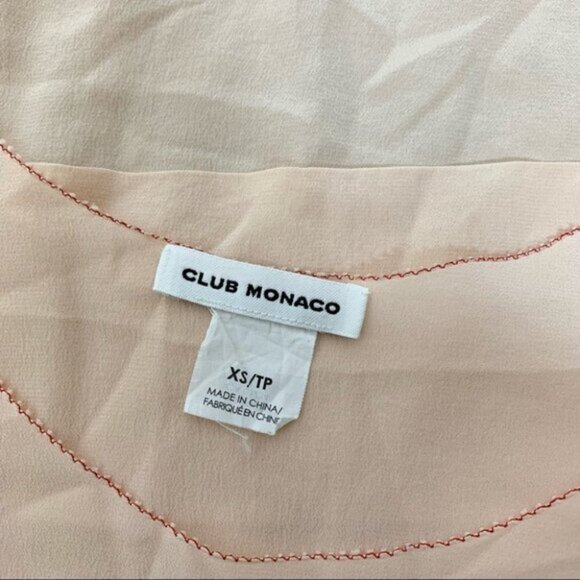 CLUB MONACO
XS/TP
MADE IN CHINA/
FABRIQUÉ EN CHINE